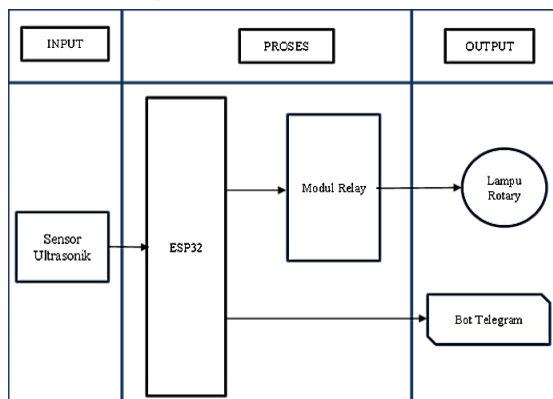 INPUT
PROSES
OUTPUT
Sensor
Ultrasonik
ESP32
Modul Relay
Lampu
Rotary
Bot Telegram